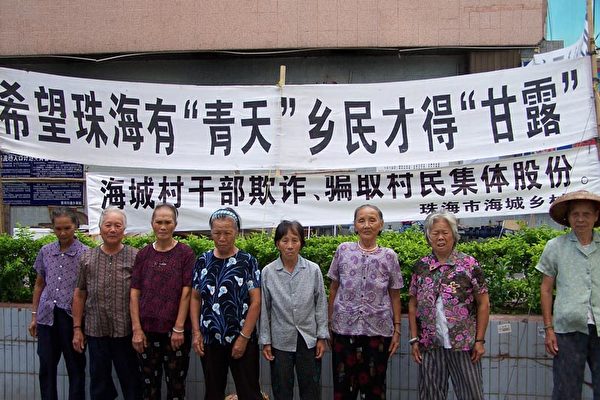 希望珠海有“青天”乡民才得“甘露”
海城村干部欺诈、骗取村民集体股份。
珠海市海城乡